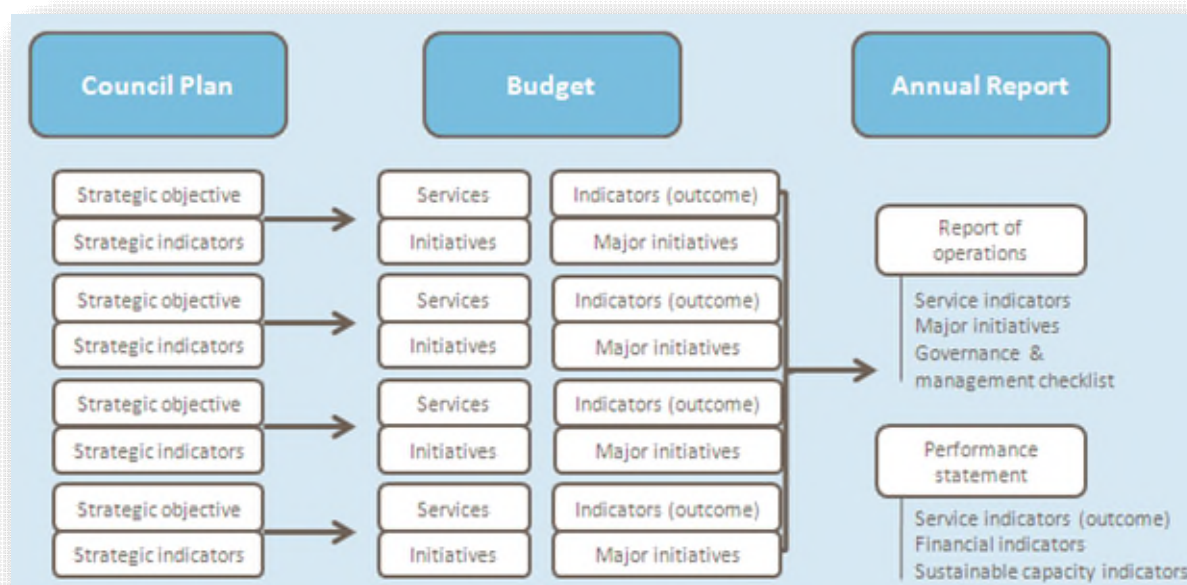 Council Plan
Budget
Annual Report
Strategic objective
Strategic indicators
Strategic objective
Strategic indicators
Strategic objective
Strategic indicators
Strategic objective
Strategic indicators
Services
Initiatives
Services
Initiatives
Services
Initiatives
Services
Initiatives
Indicators (outcome)
Major initiatives
Indicators (outcome)
Major initiatives
Indicators (outcome)
Major initiatives
Indicators (outcome)
Major initiatives
Report of
operations
Service indicators
Major initiatives
Governance &
management checklist
Performance
statement
Service indicators (outcome)
Financial indicators
Sustainable capacity indicators